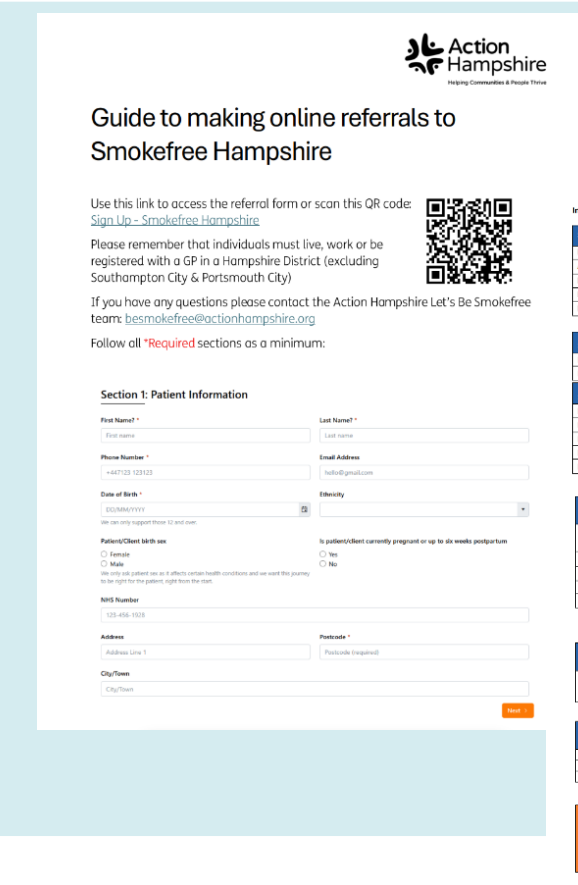 Action
Hampshire
Helping Communities & People Thrive
Guide to making online referrals to
Smokefree Hampshire
Use this link to access the referral form or scan this QR code:
Sign Up - Smokefree Hampshire
Please remember that individuals must live, work or be
registered with a GP in a Hampshire District (excluding
Southampton City & Portsmouth City)
If you have any questions please contact the Action Hampshire Let's Be Smokefree
team: besmokefree@actionhampshire.org
Follow all *Required sections as a minimum:
Section 1: Patient Information
First Name? * Last Name? *
First name Last name
Phone Number * Email Address
+447123 123123 hello@gmail.com
Date of Birth * Ethnicity
DD/MM/YYYY
We can only support those 12 and over.
Patient/Client birth sex Is patient/client currently pregnant or up to six weeks postpartum
Female Yes
Male No
We only ask patient sex as it affects certain health conditions and we want the journey
to be right for the patient, right from the start.
NHS Number
123-456-1928
Address Postcode *
Address Line 1 Postcode (required)
City/Town
City/Town
Next